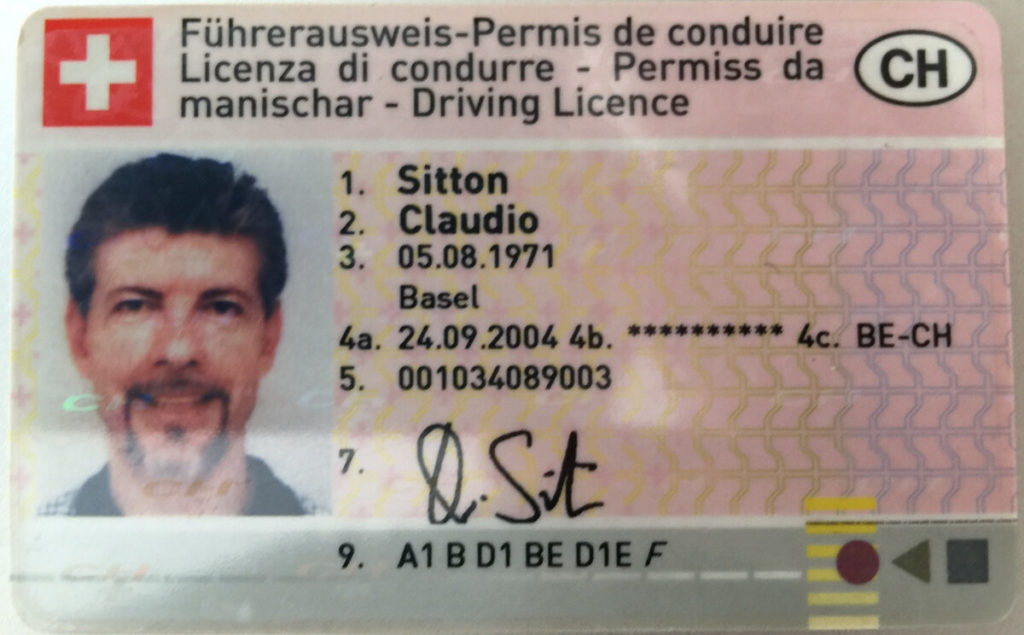 Führerausweis-Permis de conduire
Licenza di condurre - Permiss da
manischar - Driving Licence
CH
1. Sitton
2. Claudio
3. 05.08.1971
Basel
4a. 24.09.2004 4b. ********** 4c. BE-CH
5. 001034089003
7.
9. A1 B D1 BE D1E F